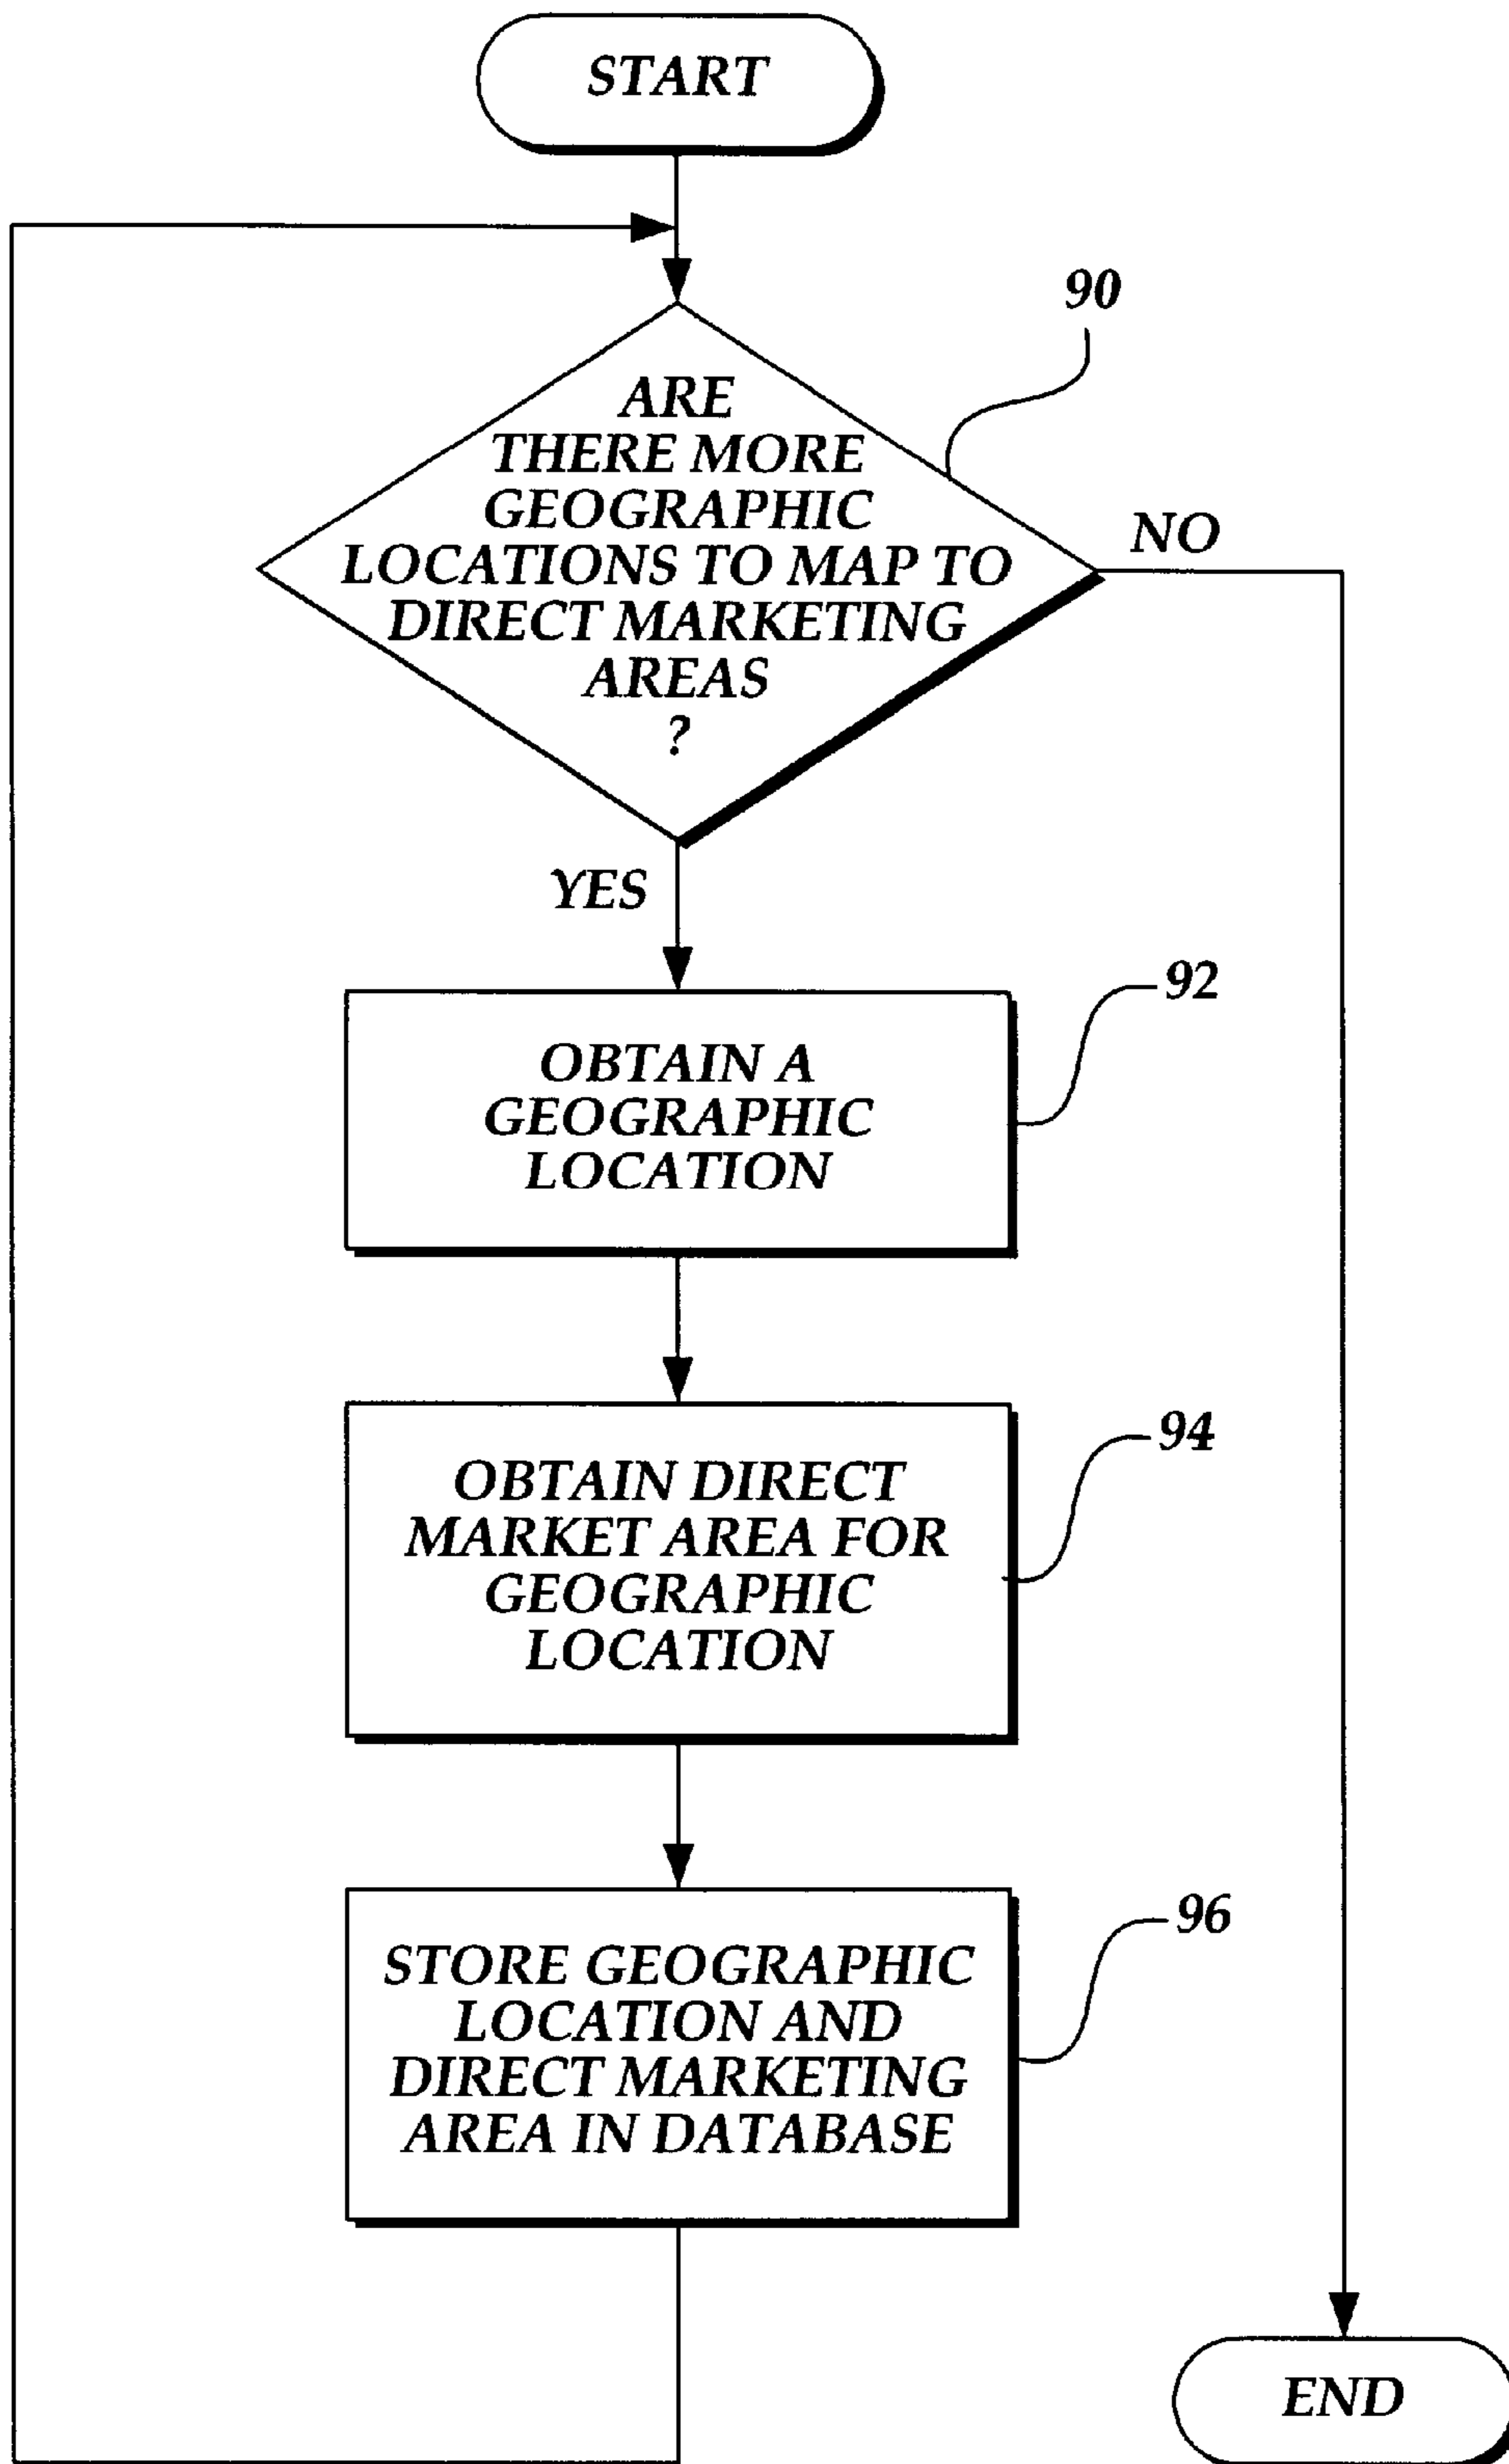 START
90
ARE
THERE MORE
GEOGRAPHIC
LOCATIONS TO MAP TO
DIRECT MARKETING
AREAS
?
NO
YES
92
OBTAIN A
GEOGRAPHIC
LOCATION
94
OBTAIN DIRECT
MARKET AREA FOR
GEOGRAPHIC
LOCATION
96
STORE GEOGRAPHIC
LOCATION AND
DIRECT MARKETING
AREA IN DATABASE
END